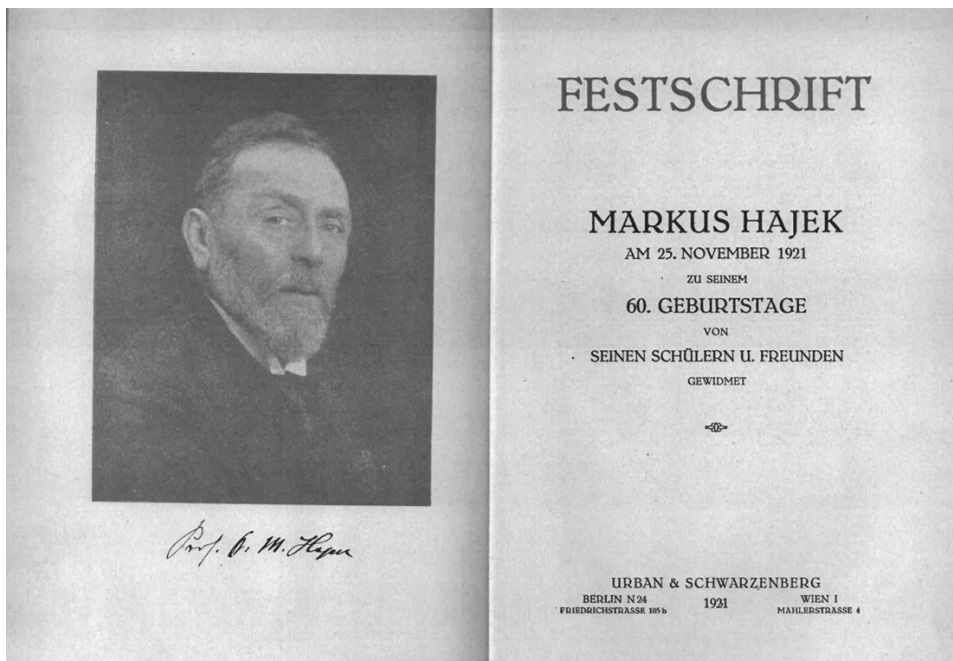 Prof. D. M. Hajek
FESTSCHRIFT
MARKUS HAJEK
AM 25. NOVEMBER 1921
ZU SEINEM
60. GEBURTSTAGE
VON
SEINEN SCHÜLERN U. FREUNDEN
GEWIDMET
URBAN & SCHWARZENBERG
BERLIN N 24
FRIEDRICHSTRASSE 105 b
1921
WIEN I
MAHLERSTRASSE 4